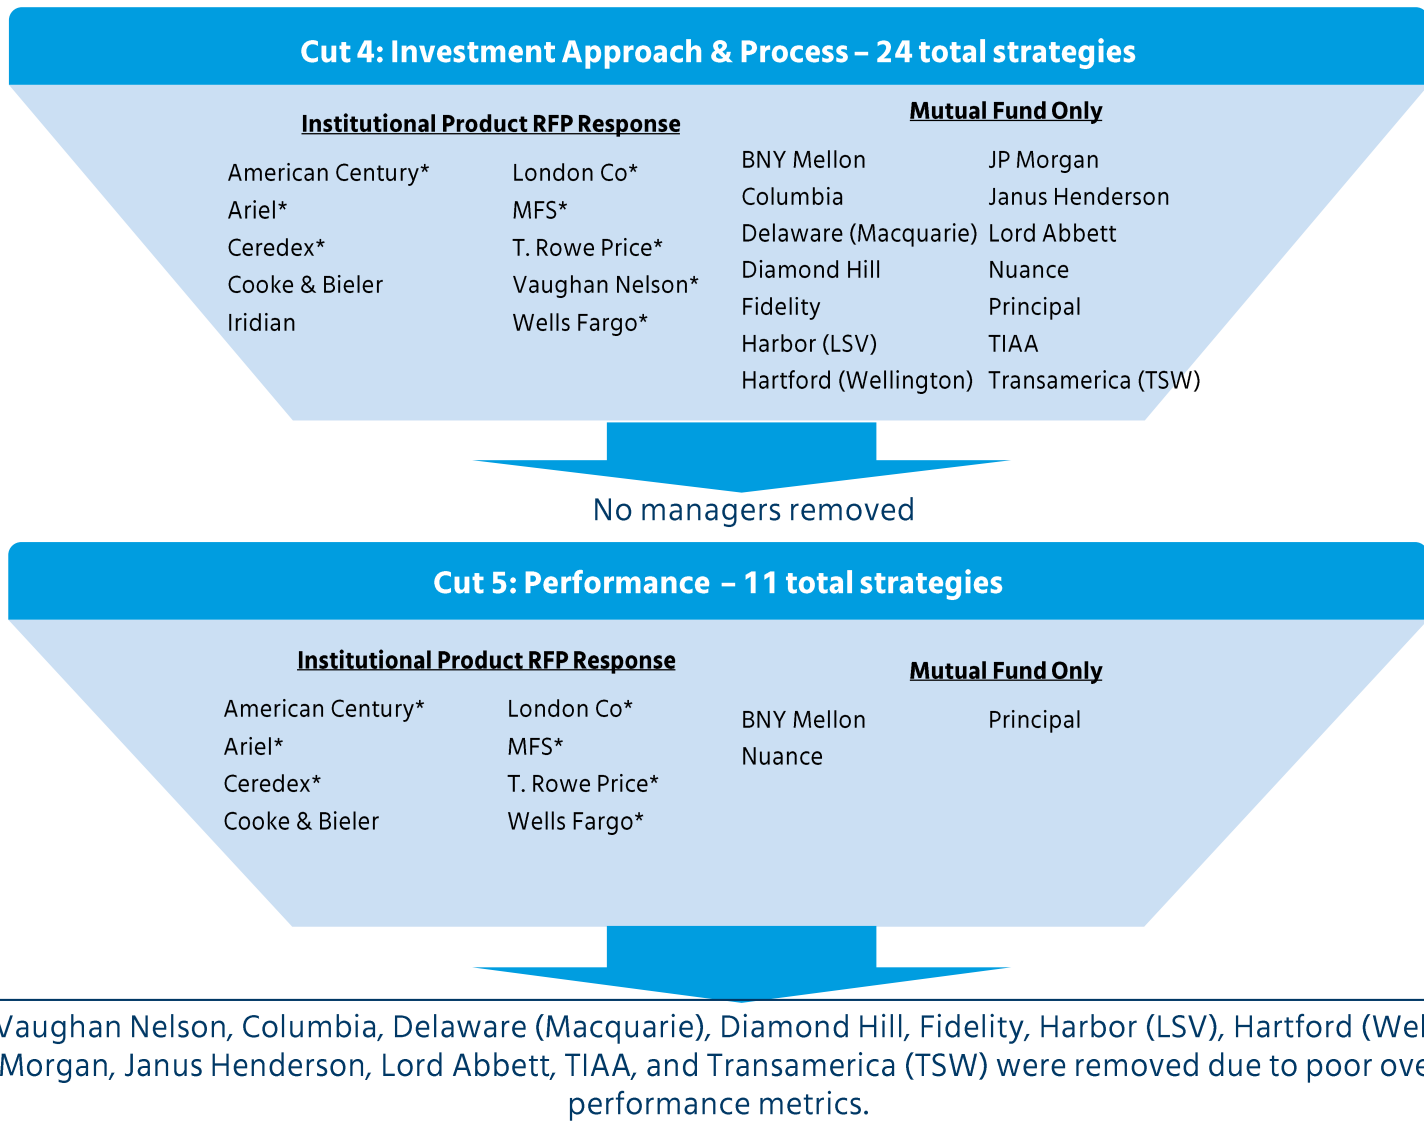 Cut 4: Investment Approach & Process – 24 total strategies
Institutional Product RFP Response
American Century*
Ariel*
Ceredex*
Cooke & Bieler
Iridian
London Co*
MFS*
T. Rowe Price*
Vaughan Nelson*
Wells Fargo*
Mutual Fund Only
BNY Mellon
Columbia
Delaware (Macquarie)
Diamond Hill
Fidelity
Harbor (LSV)
Hartford (Wellington)
JP Morgan
Janus Henderson
Lord Abbett
Nuance
Principal
TIAA
Transamerica (TSW)
No managers removed
Cut 5: Performance – 11 total strategies
Institutional Product RFP Response
American Century*
Ariel*
Ceredex*
Cooke & Bieler
London Co*
MFS*
T. Rowe Price*
Wells Fargo*
Mutual Fund Only
BNY Mellon
Nuance
Principal
Vaughan Nelson, Columbia, Delaware (Macquarie), Diamond Hill, Fidelity, Harbor (LSV), Hartford
Morgan, Janus Henderson, Lord Abbett, TIAA, and Transamerica (TSW) were removed due to poor
performance metrics.